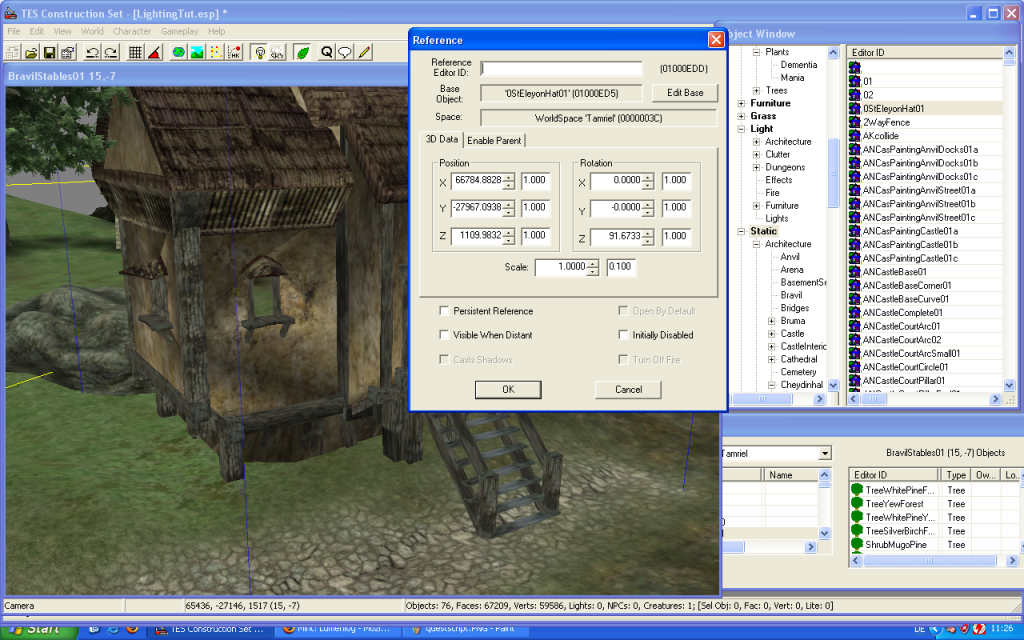 TES Construction Set - [LightingTut.esp] *
File Edit View World Character Gameplay Help
BravilStables01 15,-7
Reference
Reference Editor ID:
(01000EDD)
Base Object:
'0StEleyonHat01' (01000ED5)
Edit Base
Space:
WorldSpace 'Tamriel' (0000003C)
3D Data
Enable Parent
Position
X 66784.8828 1.000
Y -27967.0938 1.000
Z 1109.9832 1.000
Rotation
X 0.0000 1.000
Y -0.0000 1.000
Z 91.6733 1.000
Scale: 1.0000 0.100
Persistent Reference
Open By Default
Visible When Distant
Initially Disabled
Casts Shadows
Turn Off Fire
OK
Cancel
bject Window
Plants
Dementia
Mania
Trees
Furniture
Grass
Light
Architecture
Clutter
Dungeons
Effects
Fire
Furniture
Lights
Static
Architecture
Anvil
Arena
BasementSe
Bravil
Bridges
Bruma
Castle
CastleInteric
Cathedral
Cemetery
Cheydinhal
Editor ID
01
02
0StEleyonHat01
2WayFence
AKcollide
ANCasPaintingAnvilDocks01a
ANCasPaintingAnvilDocks01b
ANCasPaintingAnvilDocks01c
ANCasPaintingAnvilStreet01a
ANCasPaintingAnvilStreet01b
ANCasPaintingAnvilStreet01c
ANCasPaintingCastle01a
ANCasPaintingCastle01b
ANCasPaintingCastle01c
ANCastleBase01
ANCastleBaseCorner01
ANCastleBaseCurve01
ANCastleComplete01
ANCastleCourtArc01
ANCastleCourtArc02
ANCastleCourtArcSmall01
ANCastleCourtCircle01
ANCastleCourtPillar01
Tamriel
Name
BravilStables01 (15, -7) Objects
Editor ID Type Ow... Lo...
TreeWhitePineF... Tree
TreeYewForest Tree
TreeWhitePineY... Tree
TreeSilverBirchF... Tree
ShrubMugoPine Tree
Camera
65436, -27146, 1517 (15, -7)
Objects: 76, Faces: 67209, Verts: 59586, Lights: 0, NPCs: 0, Creatures: 1; [Sel Obj: 0, Fac: 0, Vert: 0, Lite: 0]
Start
TES Construction Set ...
questscript.PNG - Paint
DE
11:26